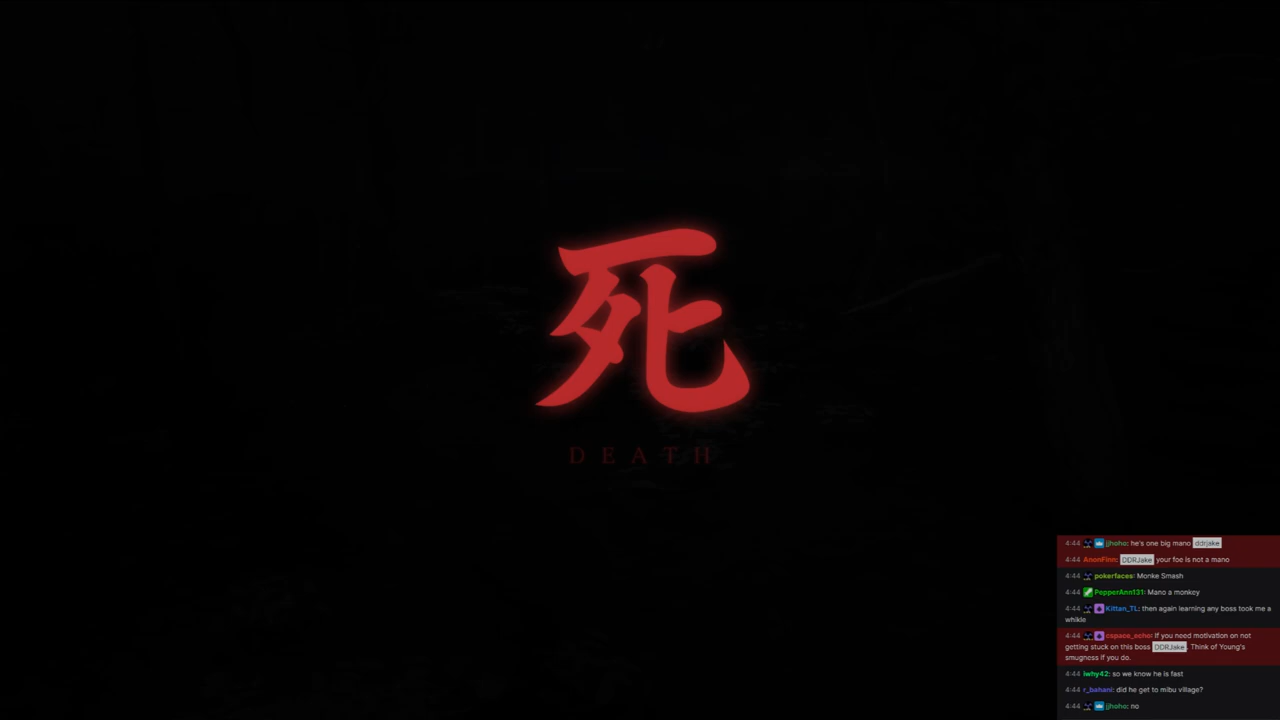 死
DEATH
4:44 jjhoho: he's one big mano ddrjake
4:44 AnonFinn: DDRJake your foe is not a mano
4:44 pokerfaces: Monke Smash
4:44 PepperAnn131: Mano a monkey
4:44 Kittan_TL: then again learning any boss took me a
whikle
4:44 cspace_echo: If you need motivation on not
getting stuck on this boss DDRJake. Think of Young's
smugness if you do.
4:44 iwhy42: so we know he is fast
4:44 r_bahani: did he get to mibu village?
4:44 jjhoho: no